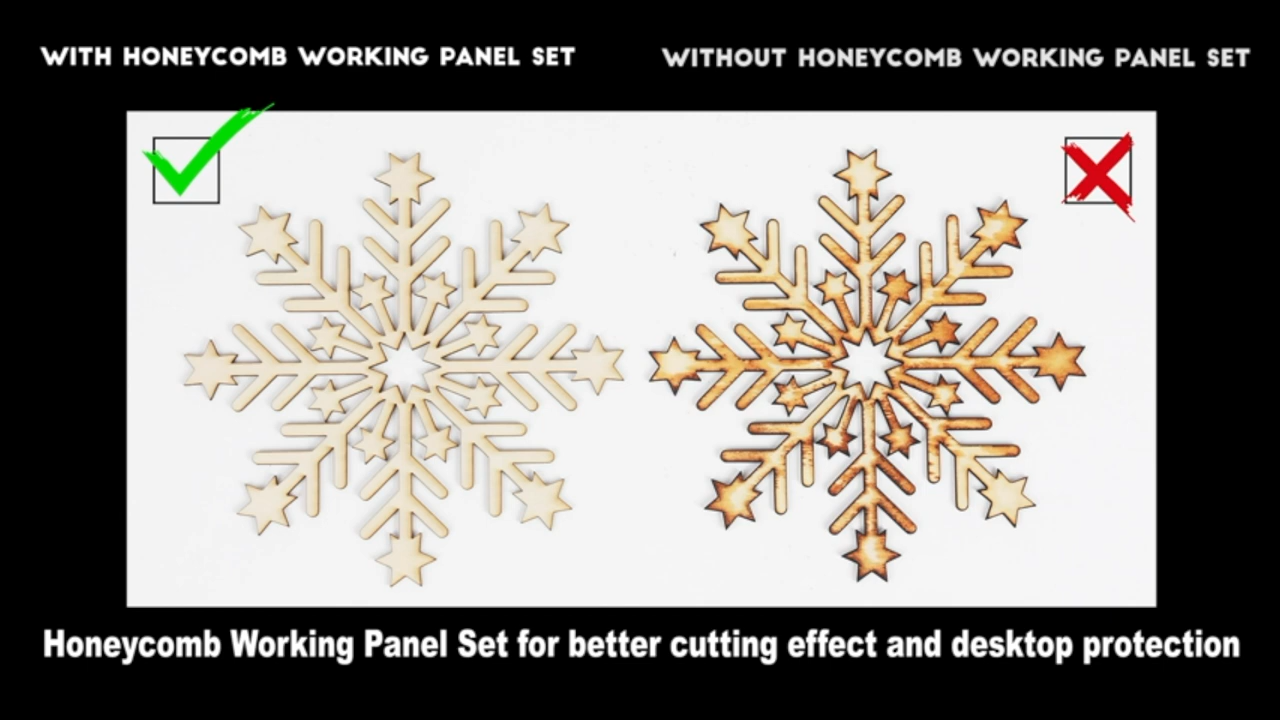 WITH HONEYCOMB WORKING PANEL SET
WITHOUT HONEYCOMB WORKING PANEL SET
Honeycomb Working Panel Set for better cutting effect and desktop protection